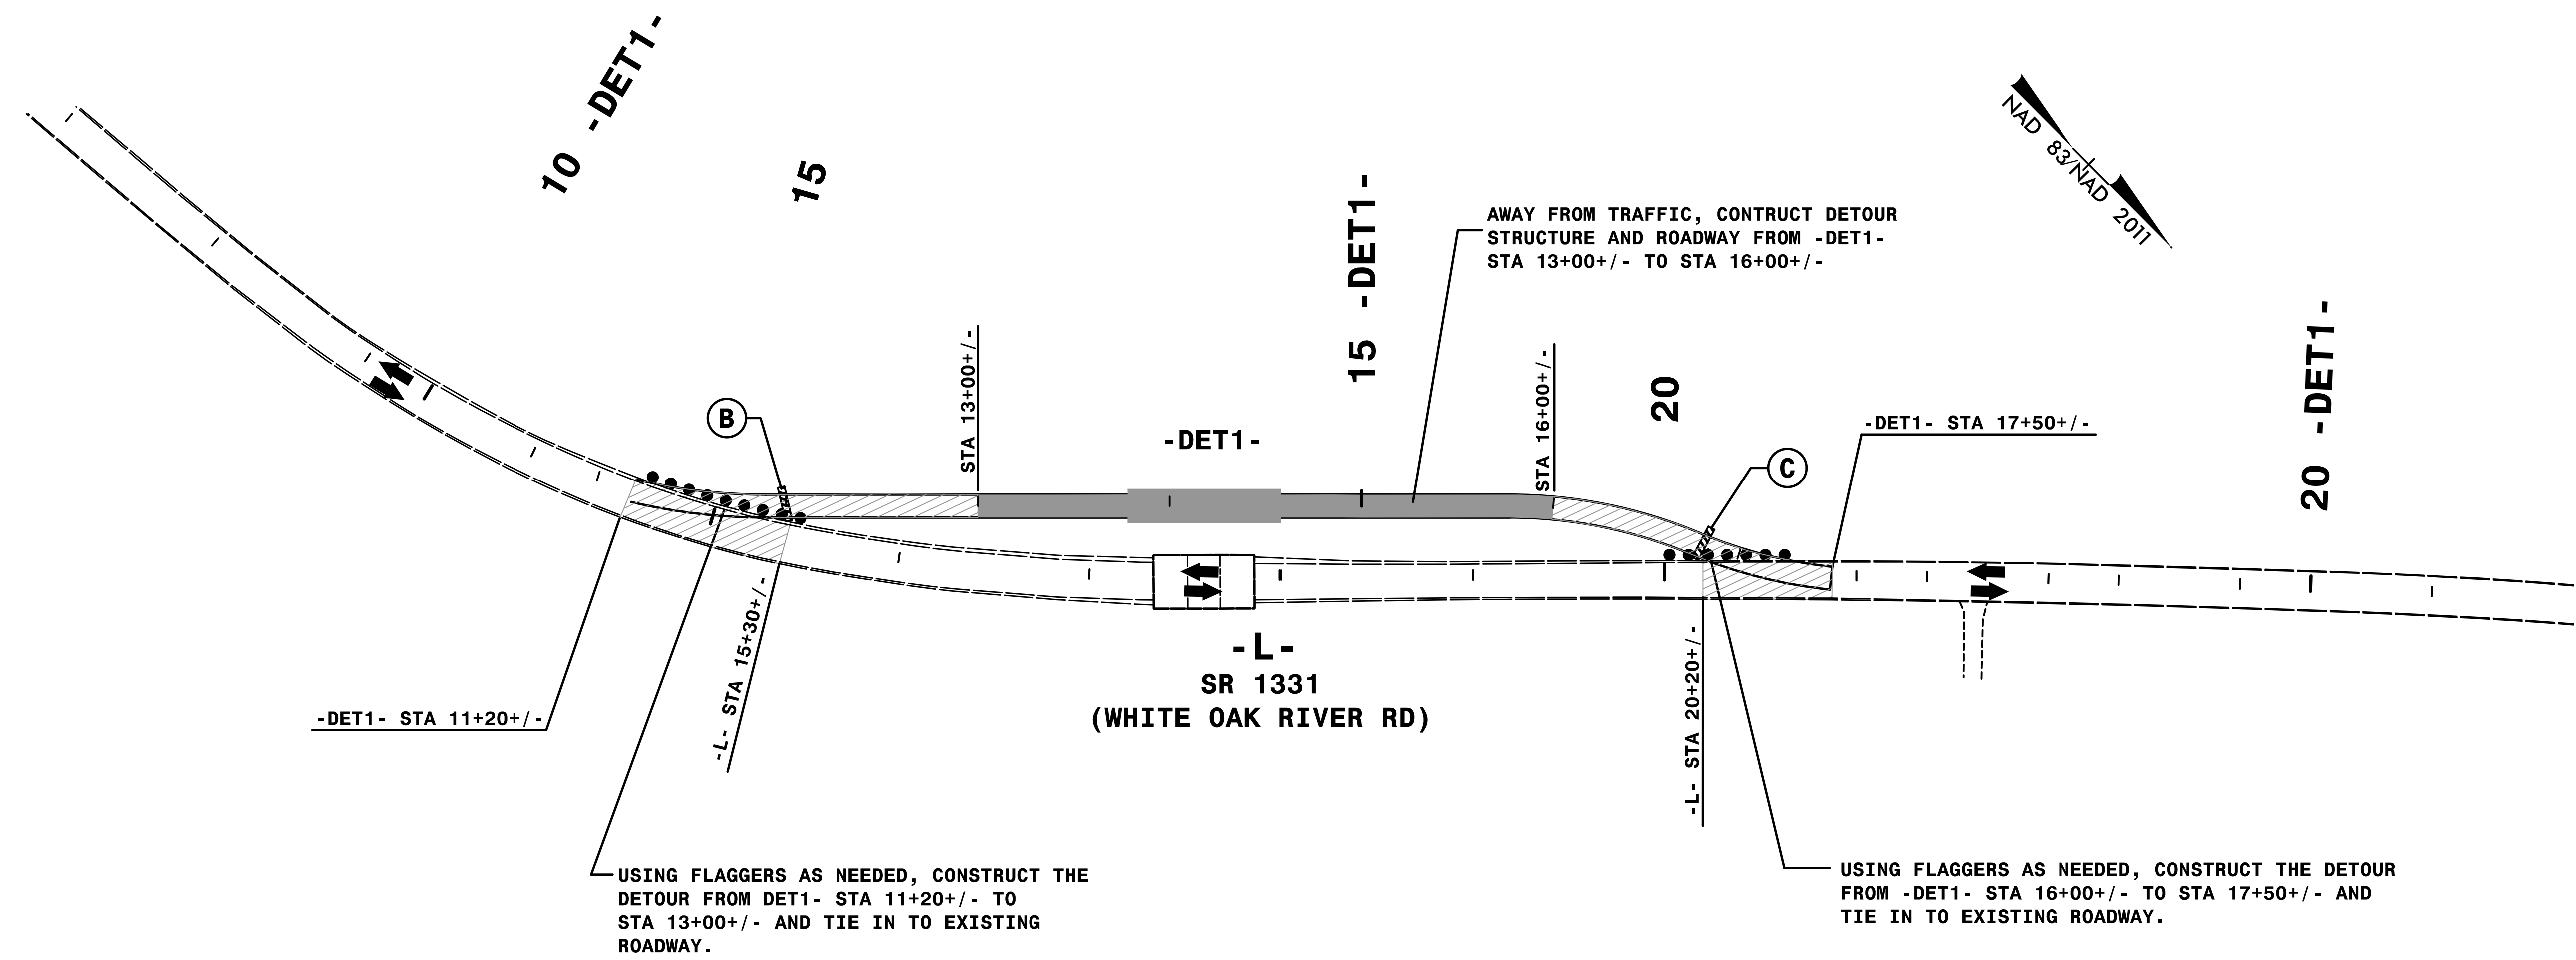 10 -DET1-
15
NAD 83/NAD 2011
15 -DET1-
AWAY FROM TRAFFIC, CONTRUCT DETOUR
STRUCTURE AND ROADWAY FROM -DET1-
STA 13+00+/- TO STA 16+00+/-
20 -DET1-
20
STA 13+00+/-
STA 16+00+/-
B
-DET1-
C
-DET1- STA 17+50+/-
-L- STA 15+30+/-
-L-
SR 1331
(WHITE OAK RIVER RD)
-L- STA 20+20+/-
-DET1- STA 11+20+/-
USING FLAGGERS AS NEEDED, CONSTRUCT THE
DETOUR FROM DET1- STA 11+20+/- TO
STA 13+00+/- AND TIE IN TO EXISTING
ROADWAY.
USING FLAGGERS AS NEEDED, CONSTRUCT THE DETOUR
FROM -DET1- STA 16+00+/- TO STA 17+50+/- AND
TIE IN TO EXISTING ROADWAY.